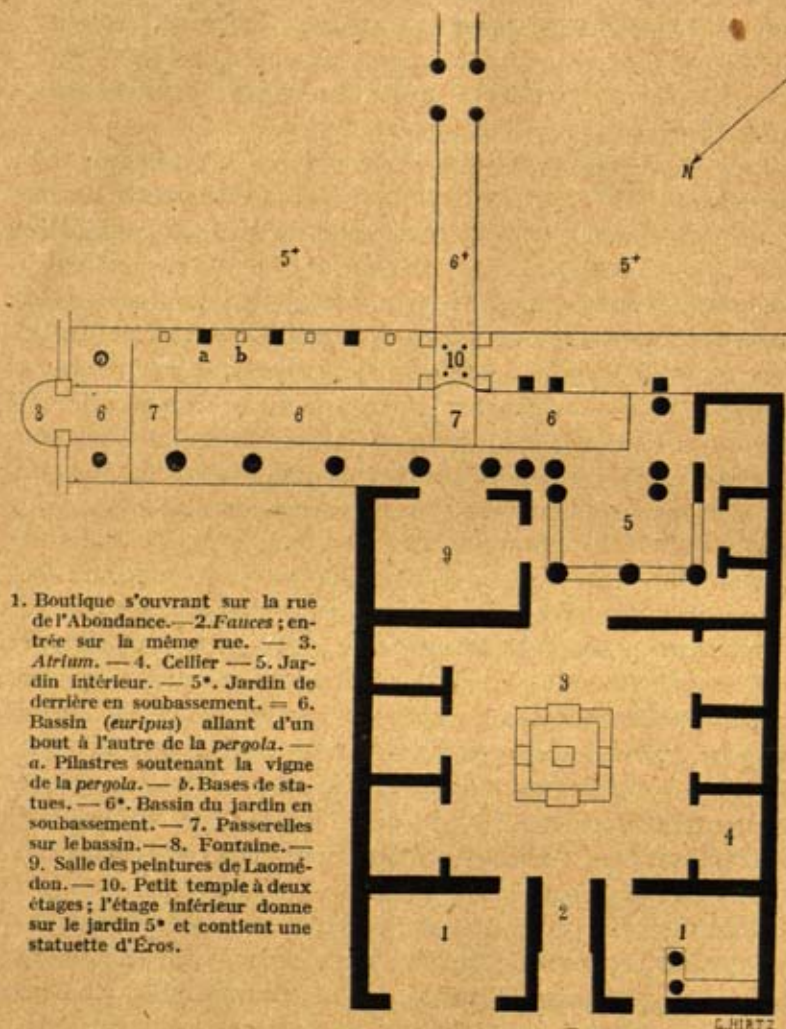 N
5⁺
6⁺
5⁺
a
b
10
8
6
7
6
7
6
5
9
3
4
1
2
1
1. Boutique s'ouvrant sur la rue
de l'Abondance. — 2. Fauces ; en-
trée sur la même rue. — 3.
Atrium. — 4. Cellier — 5. Jar-
din intérieur. — 5*. Jardin de
derrière en soubassement. = 6.
Bassin (euripus) allant d'un
bout à l'autre de la pergola. —
a. Pilastres soutenant la vigne
de la pergola. — b. Bases de sta-
tues. — 6*. Bassin du jardin en
soubassement. — 7. Passerelles
sur le bassin. — 8. Fontaine. —
9. Salle des peintures de Laomé-
don. — 10. Petit temple à deux
étages ; l'étage inférieur donne
sur le jardin 5* et contient une
statuette d'Éros.
G. HIRTZ